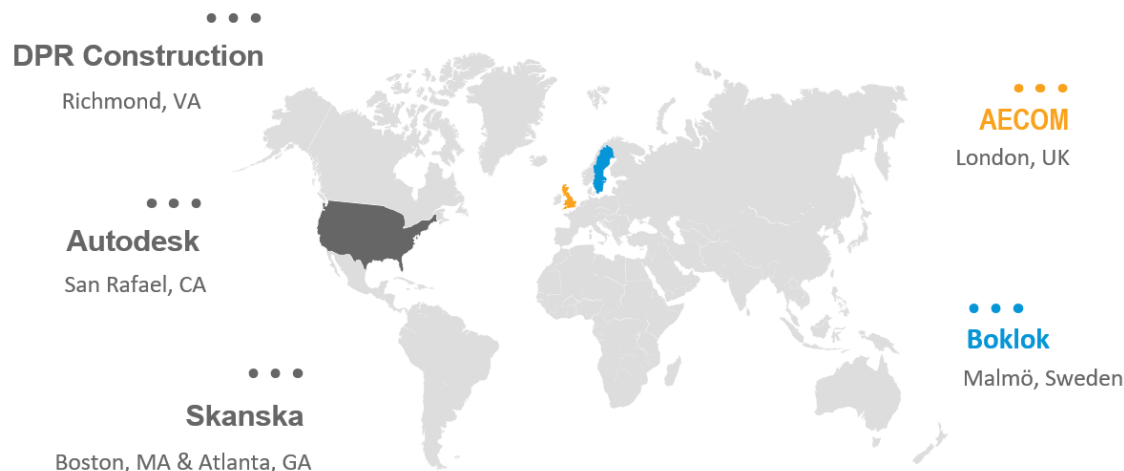 DPR Construction
Richmond, VA
Autodesk
San Rafael, CA
Skanska
Boston, MA & Atlanta, GA
AECOM
London, UK
Boklok
Malmö, Sweden